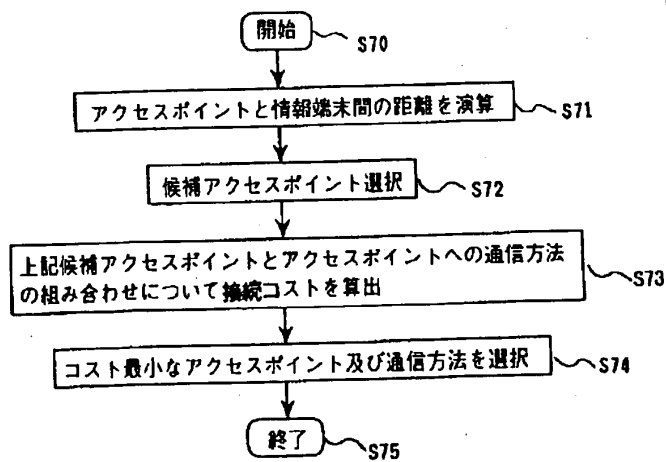 開始
S70
アクセスポイントと情報端末間の距離を演算
S71
候補アクセスポイント選択
S72
上記候補アクセスポイントとアクセスポイントへの通信方法
の組み合わせについて接続コストを算出
S73
コスト最小なアクセスポイント及び通信方法を選択
S74
終了
S75